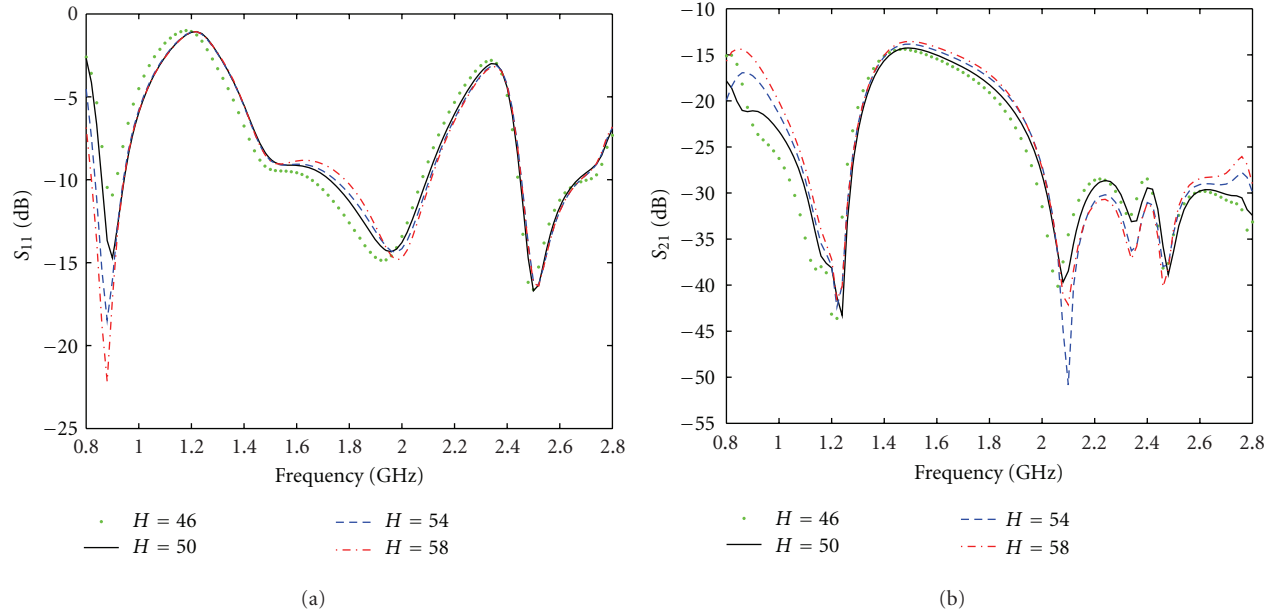 0
−5
−10
−15
−20
−25
S11 (dB)
0.8 1 1.2 1.4 1.6 1.8 2 2.2 2.4 2.6 2.8
Frequency (GHz)
H = 46
H = 50
H = 54
H = 58
(a)
−10
−15
−20
−25
−30
−35
−40
−45
−50
−55
S21 (dB)
0.8 1 1.2 1.4 1.6 1.8 2 2.2 2.4 2.6 2.8
Frequency (GHz)
H = 46
H = 50
H = 54
H = 58
(b)